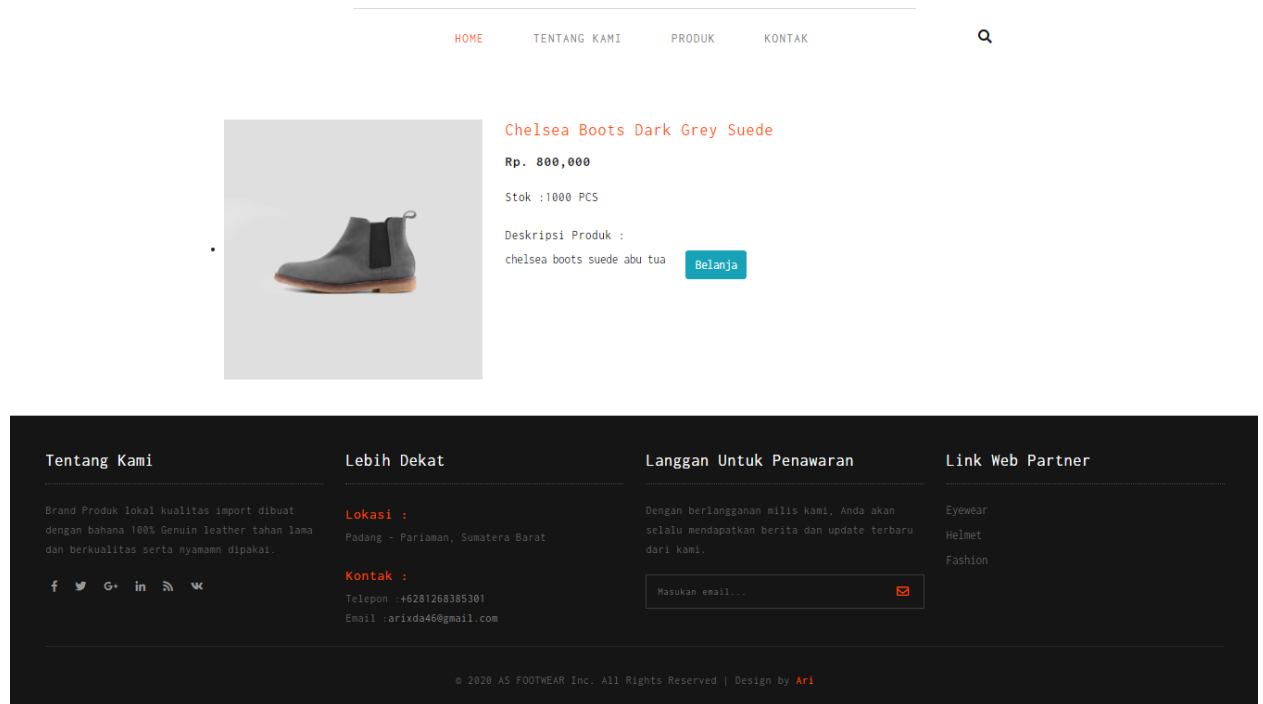 HOME TENTANG KAMI PRODUK KONTAK
Chelsea Boots Dark Grey Suede
Rp. 800,000
Stok :1000 PCS
Deskripsi Produk :
chelsea boots suede abu tua Belanja
Tentang Kami
Brand Produk lokal kualitas import dibuat
dengan bahana 100% Genuin leather tahan lama
dan berkualitas serta nyamamn dipakai.
Lebih Dekat
Lokasi :
Padang - Pariaman, Sumatera Barat
Kontak :
Telepon :+6281268385301
Email :arixda46@gmail.com
Langgan Untuk Penawaran
Dengan berlangganan milis kami, Anda akan
selalu mendapatkan berita dan update terbaru
dari kami.
Masukan email...
Link Web Partner
Eyewear
Helmet
Fashion
© 2020 AS FOOTWEAR Inc. All Rights Reserved | Design by Ari